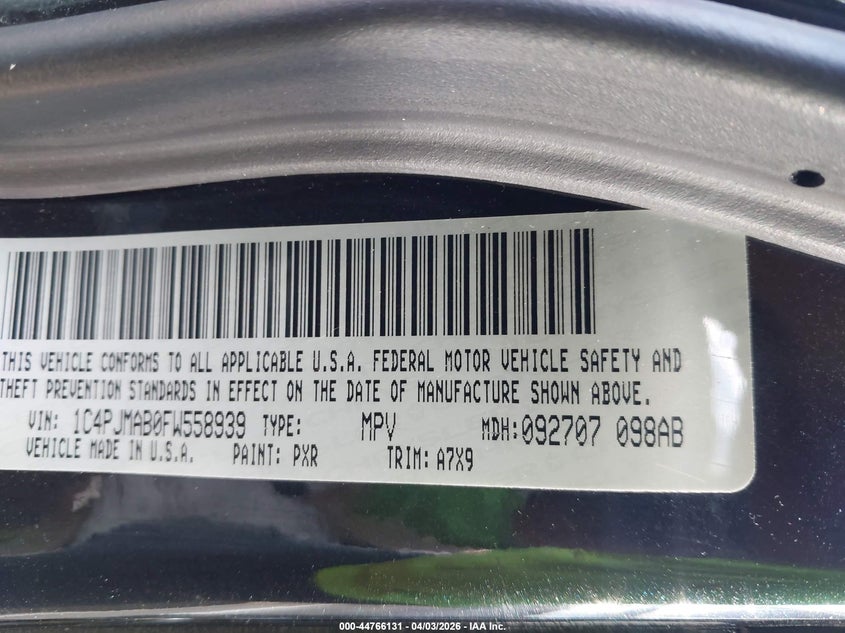 THIS VEHICLE CONFORMS TO ALL APPLICABLE U.S.A. FEDERAL MOTOR VEHICLE SAFETY AND
THEFT PREVENTION STANDARDS IN EFFECT ON THE DATE OF MANUFACTURE SHOWN ABOVE.
VIN: 1C4PJMAB0FW558939 TYPE: MPV MDH:092707 098AB
VEHICLE MADE IN U.S.A. PAINT: PXR TRIM: A7X9
000-44766131 - 04/03/2026 - IAA Inc.